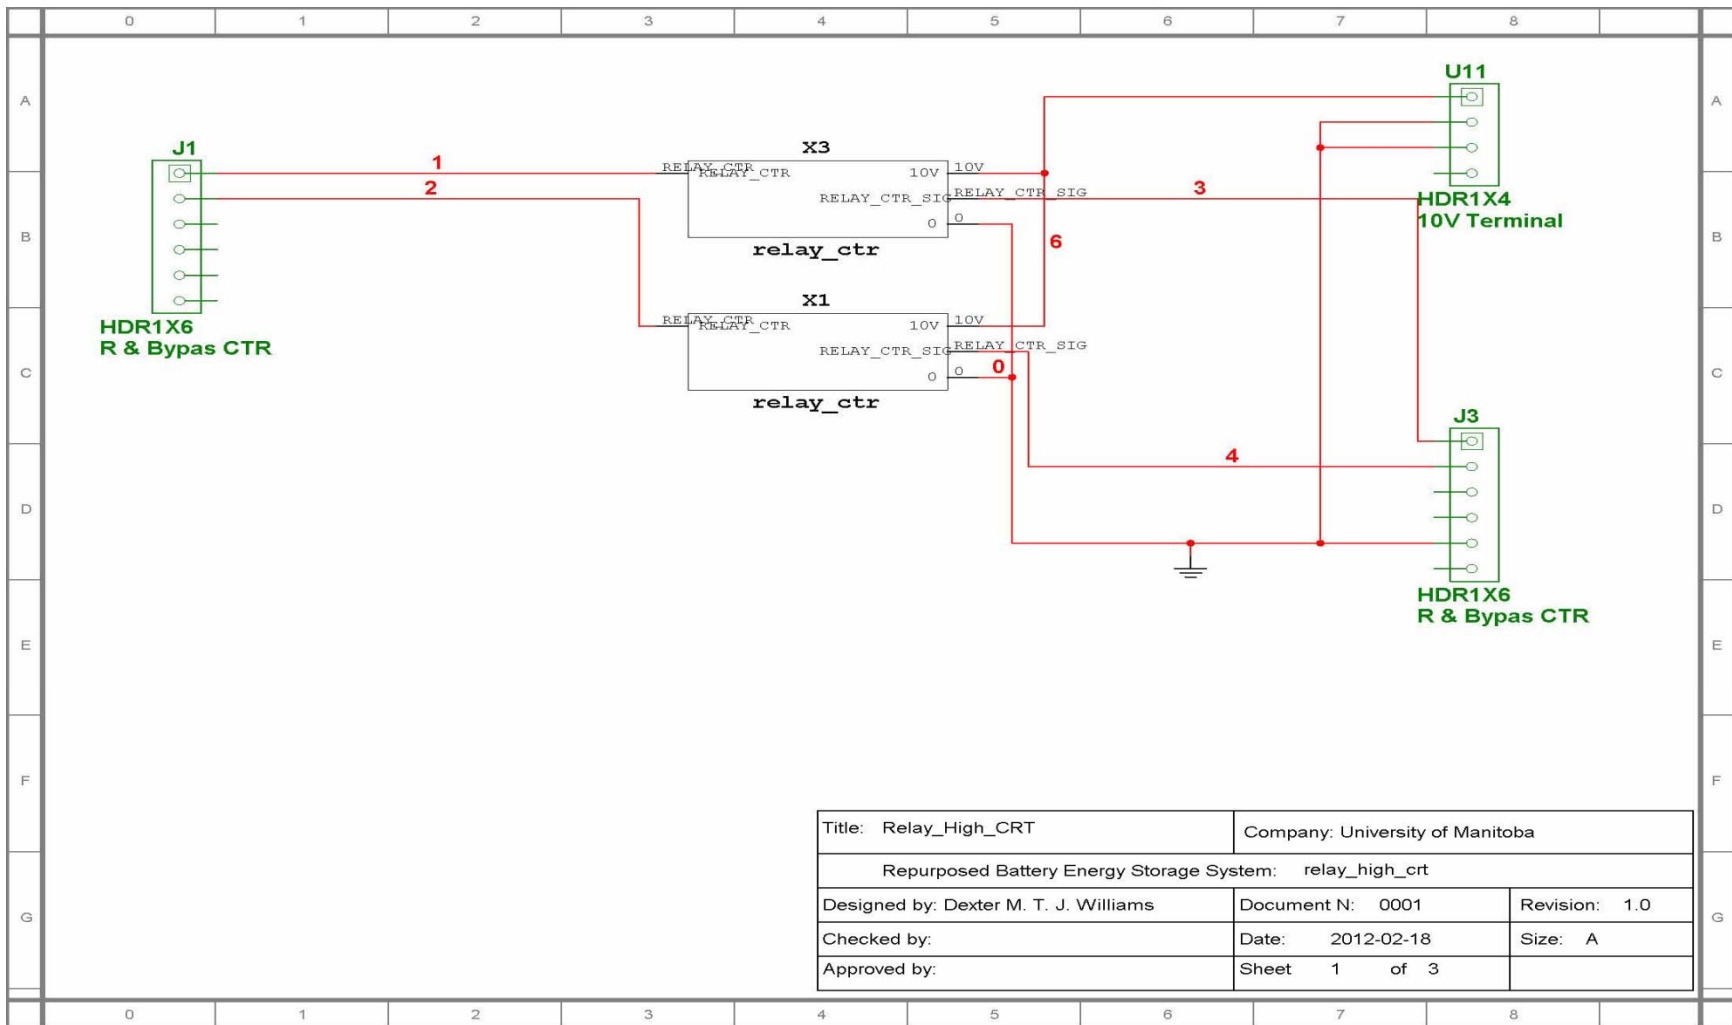 0 1 2 3 4 5 6 7 8
A A
B B
C C
D D
E E
F F
G G
U11
HDR1X4
10V Terminal
J1
HDR1X6
R & Bypas CTR
1
2
X3
RELAY_CTR
RELAY_CTR
10V 10V
RELAY_CTR_SIG RELAY_CTR_SIG
0 0
relay_ctr
3
6
X1
RELAY_CTR
RELAY_CTR
10V 10V
RELAY_CTR_SIG RELAY_CTR_SIG
0 0
relay_ctr
0
4
J3
HDR1X6
R & Bypas CTR
Title: Relay_High_CRT
Company: University of Manitoba
Repurposed Battery Energy Storage System: relay_high_crt
Designed by: Dexter M. T. J. Williams
Document N: 0001
Revision: 1.0
Checked by:
Date: 2012-02-18
Size: A
Approved by:
Sheet 1 of 3
0 1 2 3 4 5 6 7 8